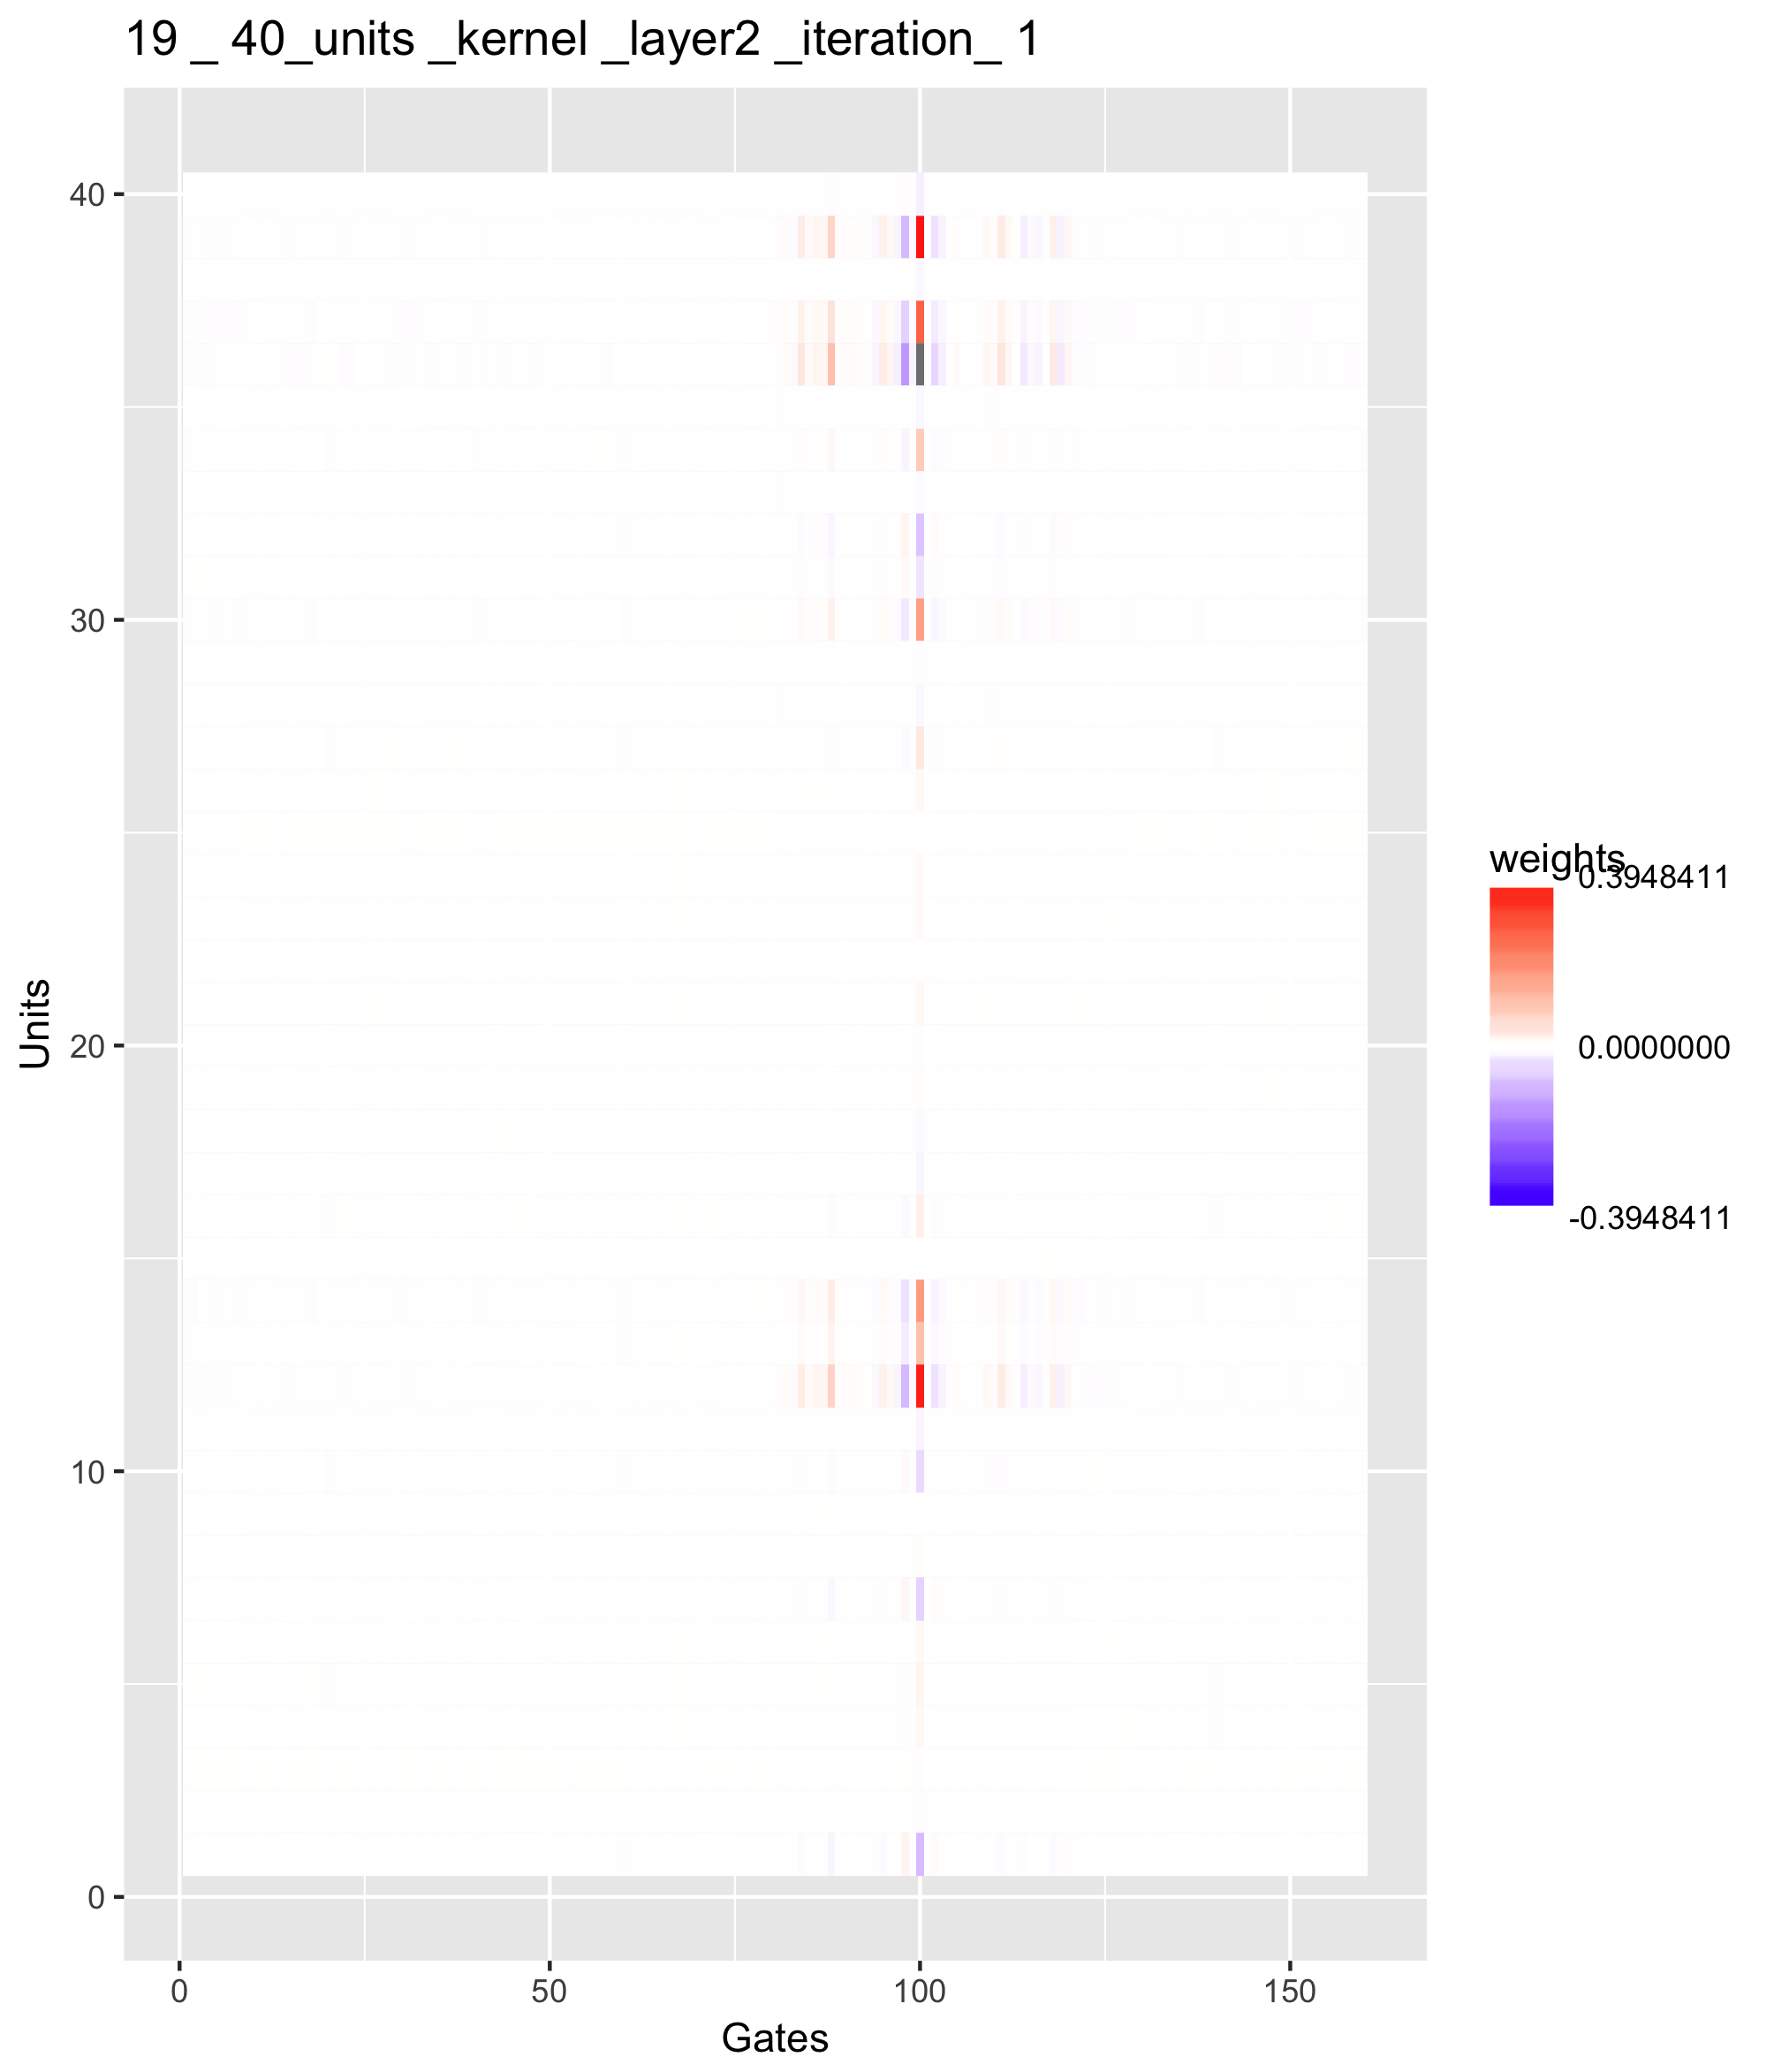 19 _ 40_units _kernel _layer2 _iteration_ 1
40
30
20
10
0
Units
0 50 100 150
Gates
weights
0.3948411
0.0000000
-0.3948411